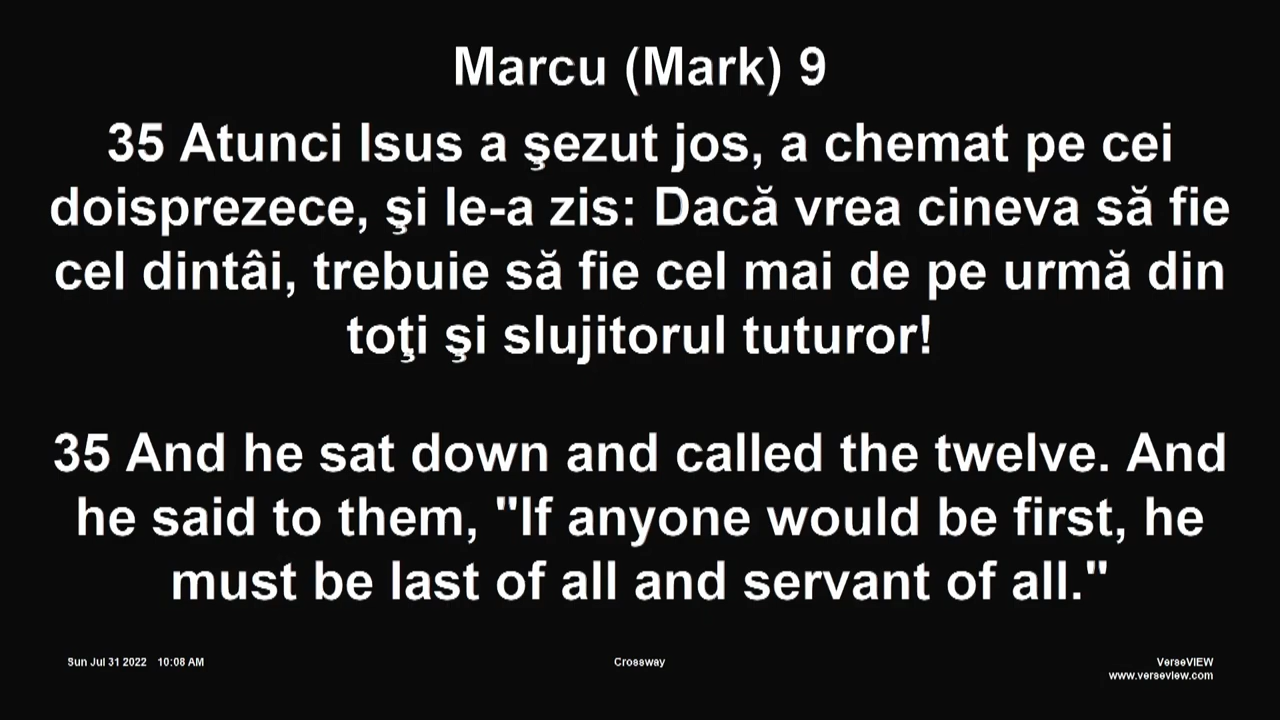 Marcu (Mark) 9
35 Atunci Isus a şezut jos, a chemat pe cei
doisprezece, şi le-a zis: Dacă vrea cineva să fie
cel dintâi, trebuie să fie cel mai de pe urmă din
toţi şi slujitorul tuturor!
35 And he sat down and called the twelve. And
he said to them, "If anyone would be first, he
must be last of all and servant of all."
Sun Jul 31 2022 10:08 AM
Crossway
VerseVIEW
www.verseview.com